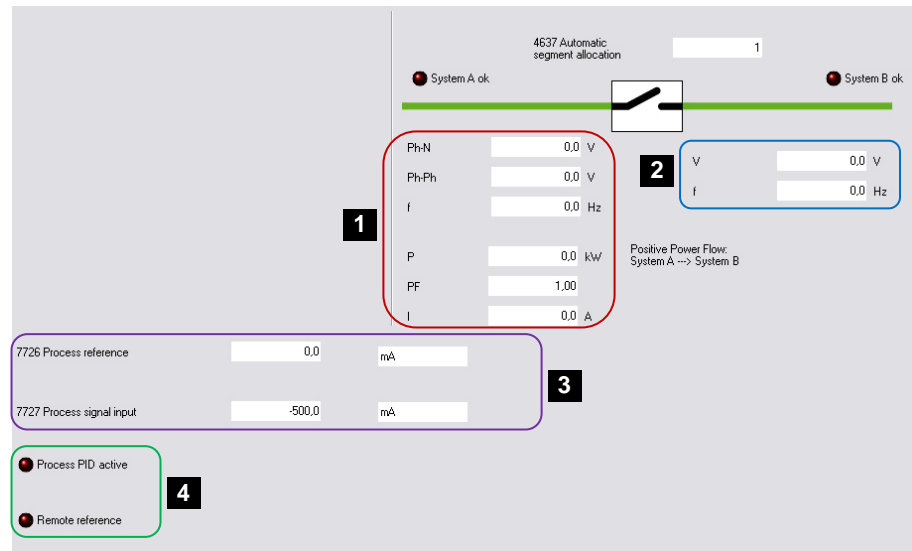 4637 Automatic
segment allocation
1
System A ok
System B ok
Ph-N 0,0 V
Ph-Ph 0,0 V
f 0,0 Hz
P 0,0 kW
PF 1,00
I 0,0 A
1
2
V 0,0 V
f 0,0 Hz
Positive Power Flow:
System A ---> System B
7726 Process reference 0,0 mA
7727 Process signal input -500,0 mA
3
Process PID active
Remote reference
4